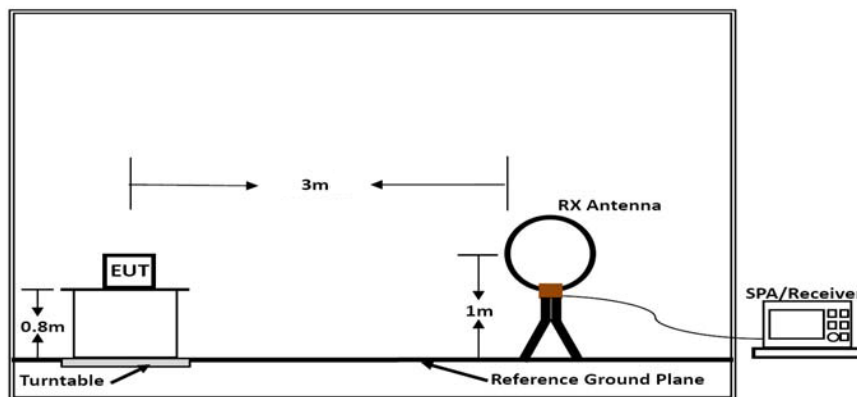 3m
RX Antenna
EUT
SPA/Receiver
0.8m
1m
Turntable
Reference Ground Plane